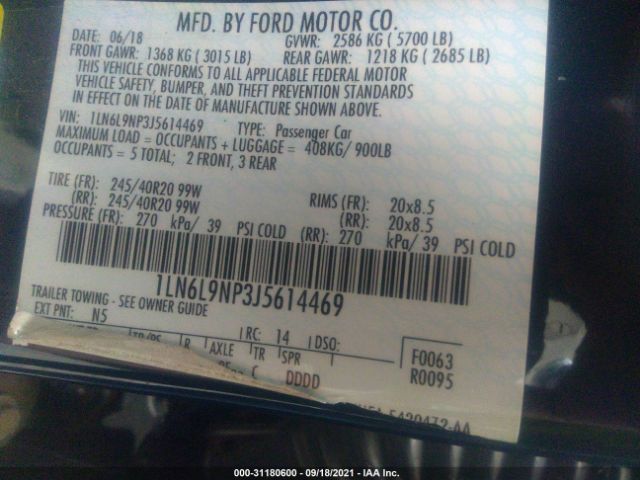 MFD. BY FORD MOTOR CO.
DATE: 06/18 GVWR: 2586 KG ( 5700 LB)
FRONT GAWR: 1368 KG ( 3015 LB) REAR GAWR: 1218 KG ( 2685 LB)
THIS VEHICLE CONFORMS TO ALL APPLICABLE FEDERAL MOTOR
VEHICLE SAFETY, BUMPER, AND THEFT PREVENTION STANDARDS
IN EFFECT ON THE DATE OF MANUFACTURE SHOWN ABOVE.
VIN: 1LN6L9NP3J5614469 TYPE: Passenger Car
MAXIMUM LOAD = OCCUPANTS + LUGGAGE = 408KG/ 900LB
OCCUPANTS = 5 TOTAL; 2 FRONT, 3 REAR
TIRE (FR): 245/40R20 99W RIMS (FR): 20x8.5
(RR): 245/40R20 99W (RR): 20x8.5
PRESSURE (FR): 270 kPa/ 39 PSI COLD (RR): 270 kPa/ 39 PSI COLD
1LN6L9NP3J5614469
TRAILER TOWING - SEE OWNER GUIDE
EXT PNT: N5 RC: 14 DSO: F0063
R AXLE TR SPR R0095
C DDDD
000-31180600 - 09/18/2021 - IAA Inc.